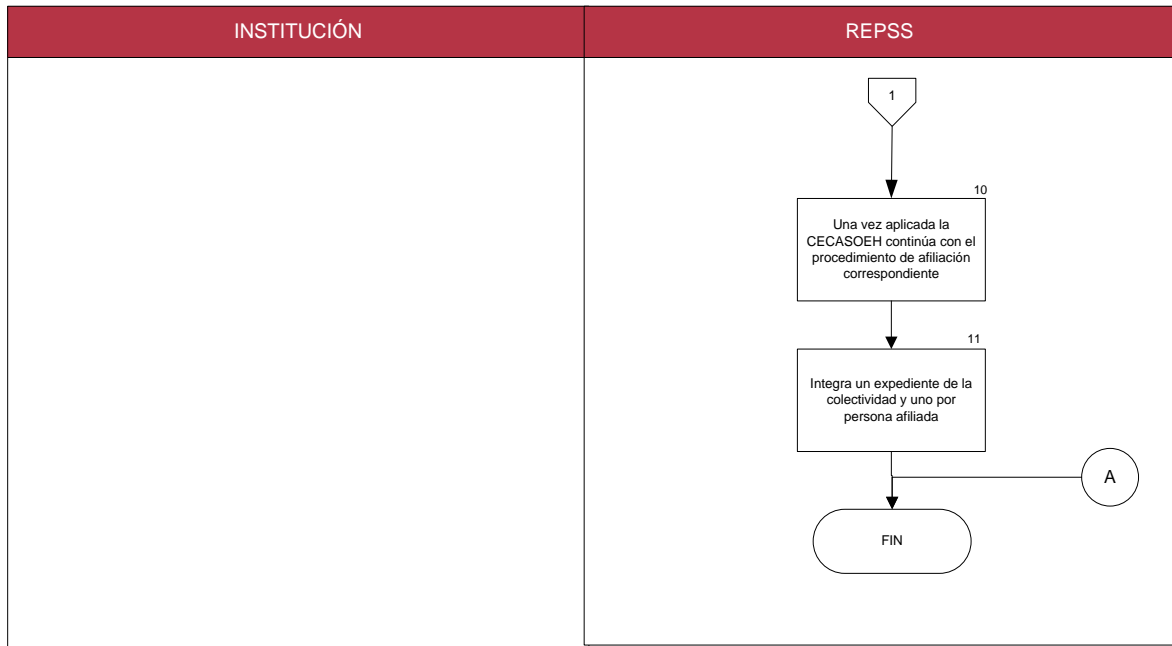 INSTITUCIÓN
REPSS
1
10
Una vez aplicada la
CECASOEH continúa con el
procedimiento de afiliación
correspondiente
11
Integra un expediente de la
colectividad y uno por
persona afiliada
A
FIN